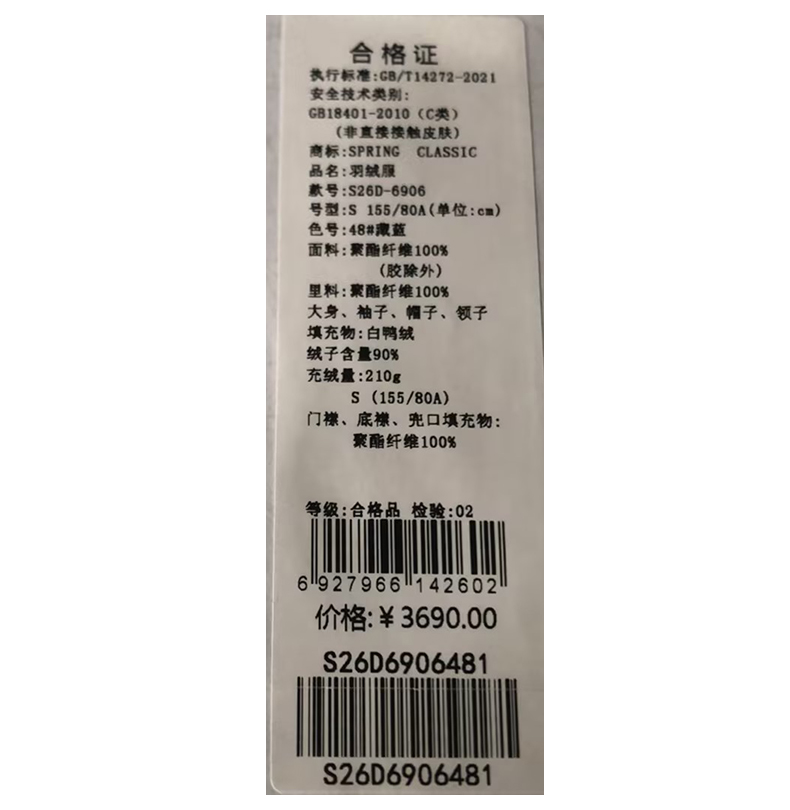 合格证
执行标准:GB/T14272-2021
安全技术类别:
GB18401-2010（C类）
(非直接接触皮肤)
商标:SPRING CLASSIC
品名:羽绒服
款号:S26D-6906
号型:S 155/80A(单位:cm)
色号:48#藏蓝
面料:聚酯纤维100%
(胶除外)
里料:聚酯纤维100%
大身、袖子、帽子、领子
填充物:白鸭绒
绒子含量90%
充绒量:210g
S (155/80A)
门襟、底襟、兜口填充物:
聚酯纤维100%
等级:合格品 检验:02
6 927966 142602
价格:¥3690.00
S26D6906481
S26D6906481